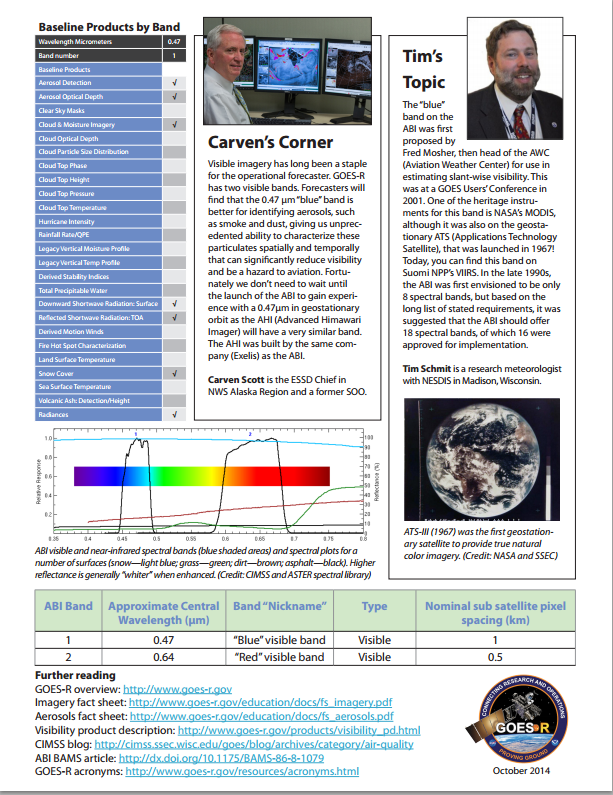 Baseline Products by Band
Wavelength Micrometers 0.47
Band number 1
Baseline Products
Aerosol Detection √
Aerosol Optical Depth √
Clear Sky Masks
Cloud & Moisture Imagery √
Cloud Optical Depth
Cloud Particle Size Distribution
Cloud Top Phase
Cloud Top Height
Cloud Top Pressure
Cloud Top Temperature
Hurricane Intensity
Rainfall Rate/QPE
Legacy Vertical Moisture Profile
Legacy Vertical Temp Profile
Derived Stability Indices
Total Precipitable Water
Downward Shortwave Radiation: Surface √
Reflected Shortwave Radiation: TOA √
Derived Motion Winds
Fire Hot Spot Characterization
Land Surface Temperature
Snow Cover √
Sea Surface Temperature
Volcanic Ash: Detection/Height
Radiances √
Carven's Corner
Visible imagery has long been a staple
for the operational forecaster. GOES-R
has two visible bands. Forecasters will
find that the 0.47 µm "blue" band is
better for identifying aerosols, such
as smoke and dust, giving us unprec-
edented ability to characterize these
particulates spatially and temporally
that can significantly reduce visibility
and be a hazard to aviation. Fortu-
nately we don't need to wait until
the launch of the ABI to gain experi-
ence with a 0.47µm in geostationary
orbit as the AHI (Advanced Himawari
Imager) will have a very similar band.
The AHI was built by the same com-
pany (Exelis) as the ABI.
Carven Scott is the ESSD Chief in
NWS Alaska Region and a former SOO.
Tim's
Topic
The "blue"
band on the
ABI was first
proposed by
Fred Mosher, then head of the AWC
(Aviation Weather Center) for use in
estimating slant-wise visibility. This
was at a GOES Users' Conference in
2001. One of the heritage instru-
ments for this band is NASA's MODIS,
although it was also on the geosta-
tionary ATS (Applications Technology
Satellite), that was launched in 1967!
Today, you can find this band on
Suomi NPP's VIIRS. In the late 1990s,
the ABI was first envisioned to be only
8 spectral bands, but based on the
long list of stated requirements, it was
suggested that the ABI should offer
18 spectral bands, of which 16 were
approved for implementation.
Tim Schmit is a research meteorologist
with NESDIS in Madison, Wisconsin.
ATS-III (1967) was the first geostation-
ary satellite to provide true natural
color imagery. (Credit: NASA and SSEC)
1 2
Relative Response
1.0
0.8
0.6
0.4
0.2
0.35 0.4 0.45 0.5 0.55 0.6 0.65 0.7 0.75 0.8
100
90
80
70
60
50
40
30
20
10
0
Reflectance (%)
ABI visible and near-infrared spectral bands (blue shaded areas) and spectral plots for a
number of surfaces (snow—light blue; grass—green; dirt—brown; asphalt—black). Higher
reflectance is generally "whiter" when enhanced. (Credit: CIMSS and ASTER spectral library)
ABI Band Approximate Central Wavelength (µm) Band "Nickname" Type Nominal sub satellite pixel spacing (km)
1 0.47 "Blue" visible band Visible 1
2 0.64 "Red" visible band Visible 0.5
Further reading
GOES-R overview: http://www.goes-r.gov
Imagery fact sheet: http://www.goes-r.gov/education/docs/fs_imagery.pdf
Aerosols fact sheet: http://www.goes-r.gov/education/docs/fs_aerosols.pdf
Visibility product description: http://www.goes-r.gov/products/visibility_pd.html
CIMSS blog: http://cimss.ssec.wisc.edu/goes/blog/archives/category/air-quality
ABI BAMS article: http://dx.doi.org/10.1175/BAMS-86-8-1079
GOES-R acronyms: http://www.goes-r.gov/resources/acronyms.html
CONNECTING RESEARCH AND OPERATIONS
GOES R
PROVING GROUND
October 2014